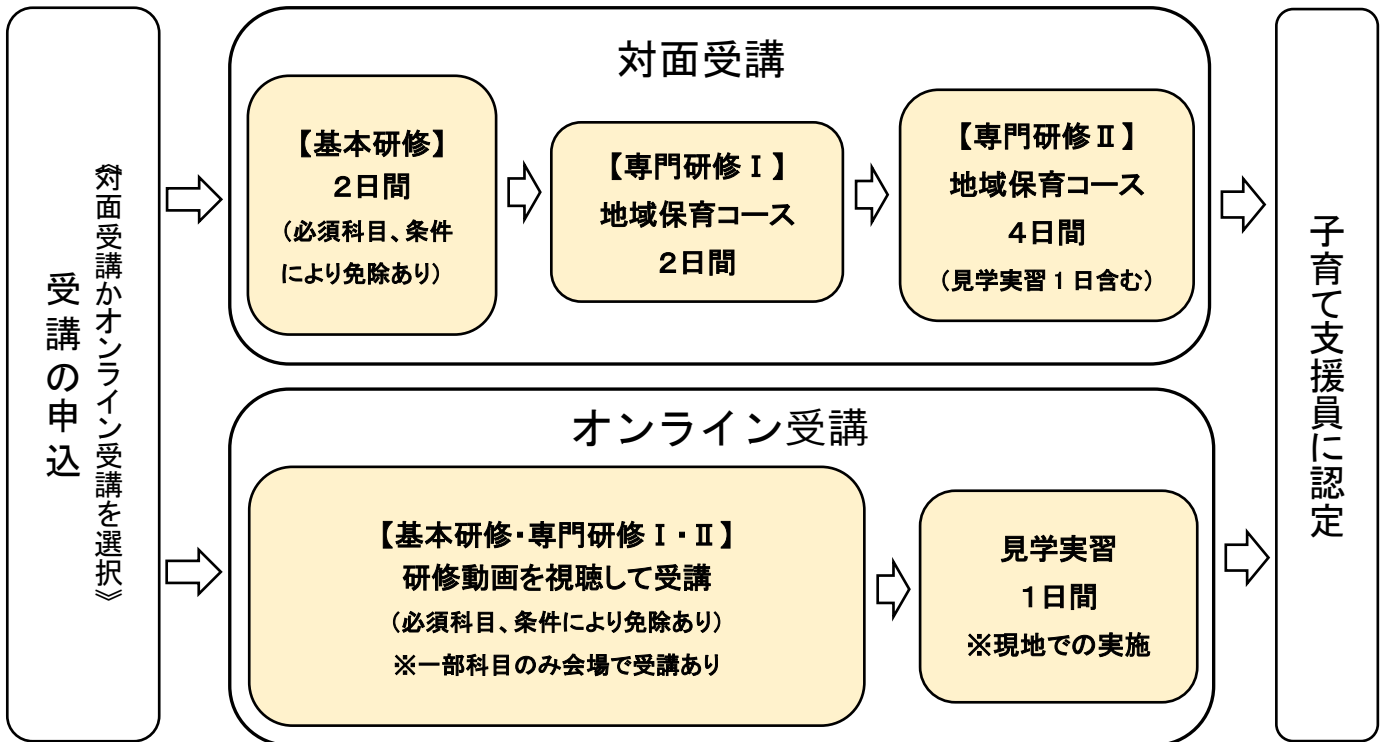 受講の申込
《対面受講かオンライン受講を選択》
対面受講
【基本研修】
2日間
(必須科目、条件
により免除あり)
【専門研修Ⅰ】
地域保育コース
2日間
【専門研修Ⅱ】
地域保育コース
4日間
(見学実習1日含む)
オンライン受講
【基本研修・専門研修Ⅰ・Ⅱ】
研修動画を視聴して受講
(必須科目、条件により免除あり)
※一部科目のみ会場で受講あり
見学実習
1日間
※現地での実施
子育て支援員に認定